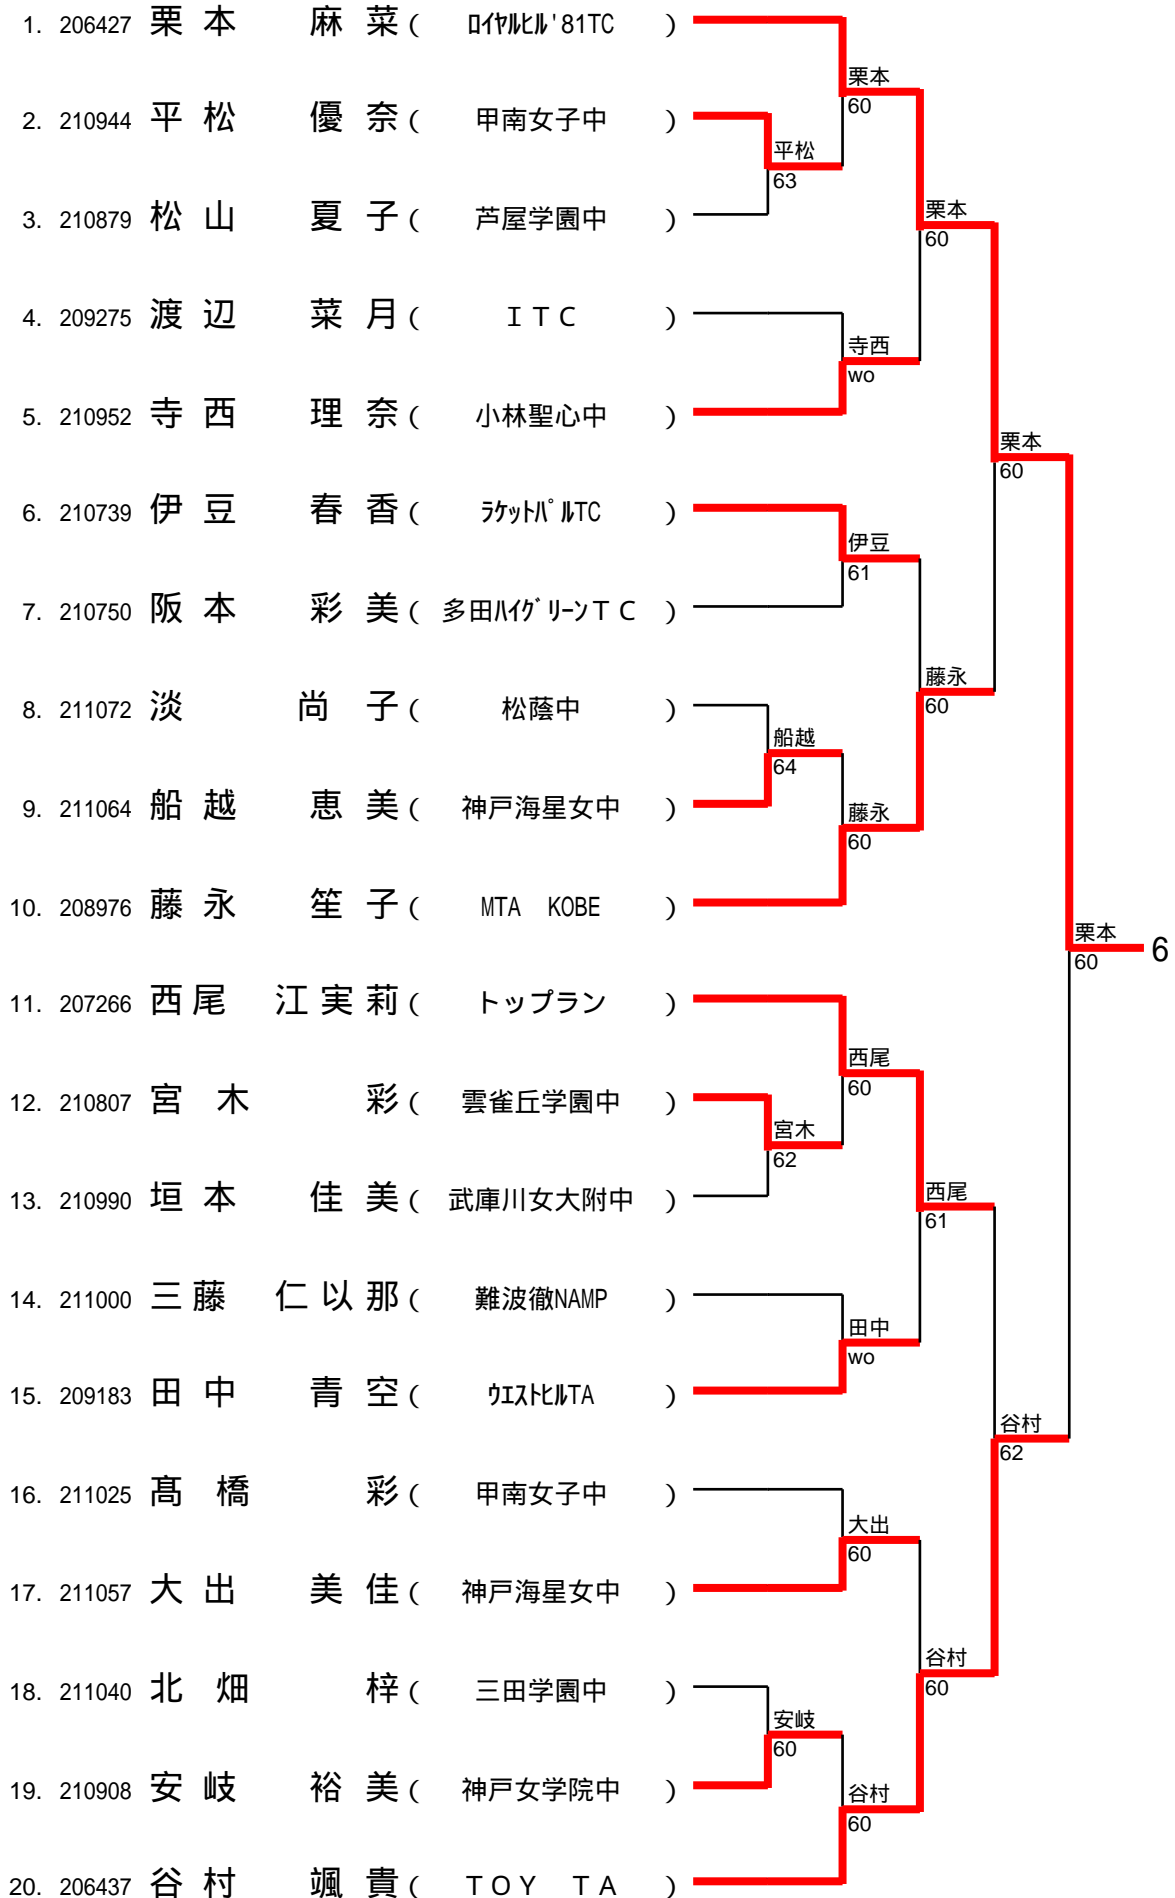 1. 206427 栗本 麻菜 ( ロイヤルヒル'81TC )
栗本
60
2. 210944 平松 優奈 ( 甲南女子中 )
平松
63
3. 210879 松山 夏子 ( 芦屋学園中 )
栗本
60
4. 209275 渡辺 菜月 ( ＩＴＣ )
寺西
wo
5. 210952 寺西 理奈 ( 小林聖心中 )
栗本
60
6. 210739 伊豆 春香 ( ラケットパルTC )
伊豆
61
7. 210750 阪本 彩美 ( 多田ハイグリーンＴＣ )
藤永
60
8. 211072 淡 尚子 ( 松蔭中 )
船越
64
9. 211064 船越 恵美 ( 神戸海星女中 )
藤永
60
10. 208976 藤永 笙子 ( MTA KOBE )
栗本
60
6
11. 207266 西尾 江実莉 ( トップラン )
西尾
60
12. 210807 宮木 彩 ( 雲雀丘学園中 )
宮木
62
13. 210990 垣本 佳美 ( 武庫川女大附中 )
西尾
61
14. 211000 三藤 仁以那 ( 難波徹NAMP )
田中
wo
15. 209183 田中 青空 ( ウエストヒルTA )
谷村
62
16. 211025 髙橋 彩 ( 甲南女子中 )
大出
60
17. 211057 大出 美佳 ( 神戸海星女中 )
谷村
60
18. 211040 北畑 梓 ( 三田学園中 )
安岐
60
19. 210908 安岐 裕美 ( 神戸女学院中 )
谷村
60
20. 206437 谷村 颯貴 ( ＴＯＹ ＴＡ )